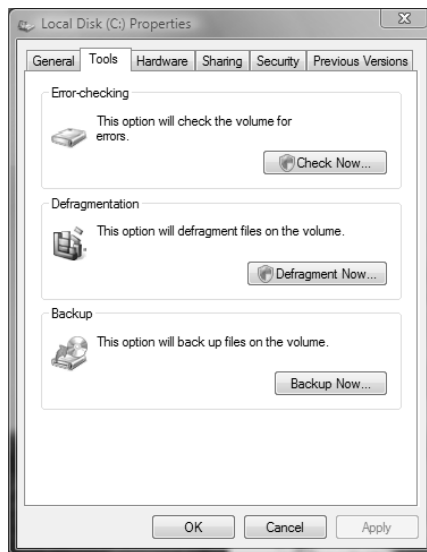 Local Disk (C:) Properties
General Tools Hardware Sharing Security Previous Versions
Error-checking
This option will check the volume for
errors.
Check Now...
Defragmentation
This option will defragment files on the volume.
Defragment Now...
Backup
This option will back up files on the volume.
Backup Now...
OK Cancel Apply